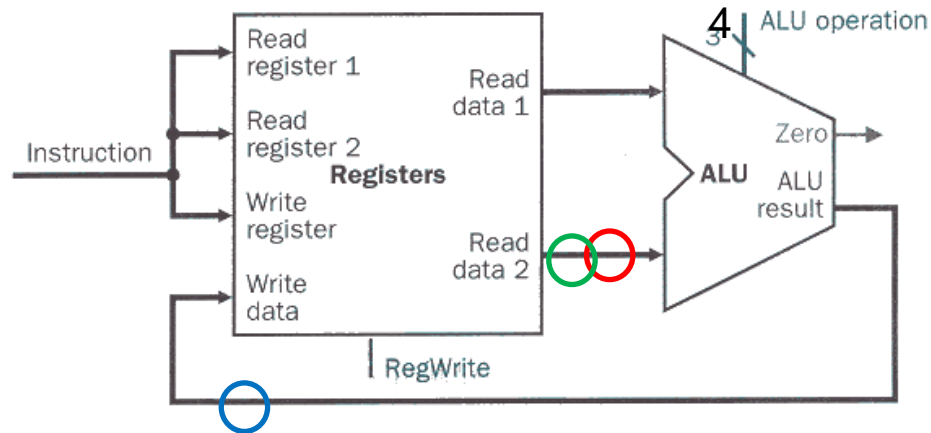 Instruction
Read
register 1
Read
register 2
Registers
Write
register
Write
data
Read
data 1
Read
data 2
RegWrite
4
3
ALU operation
Zero
ALU
ALU
result